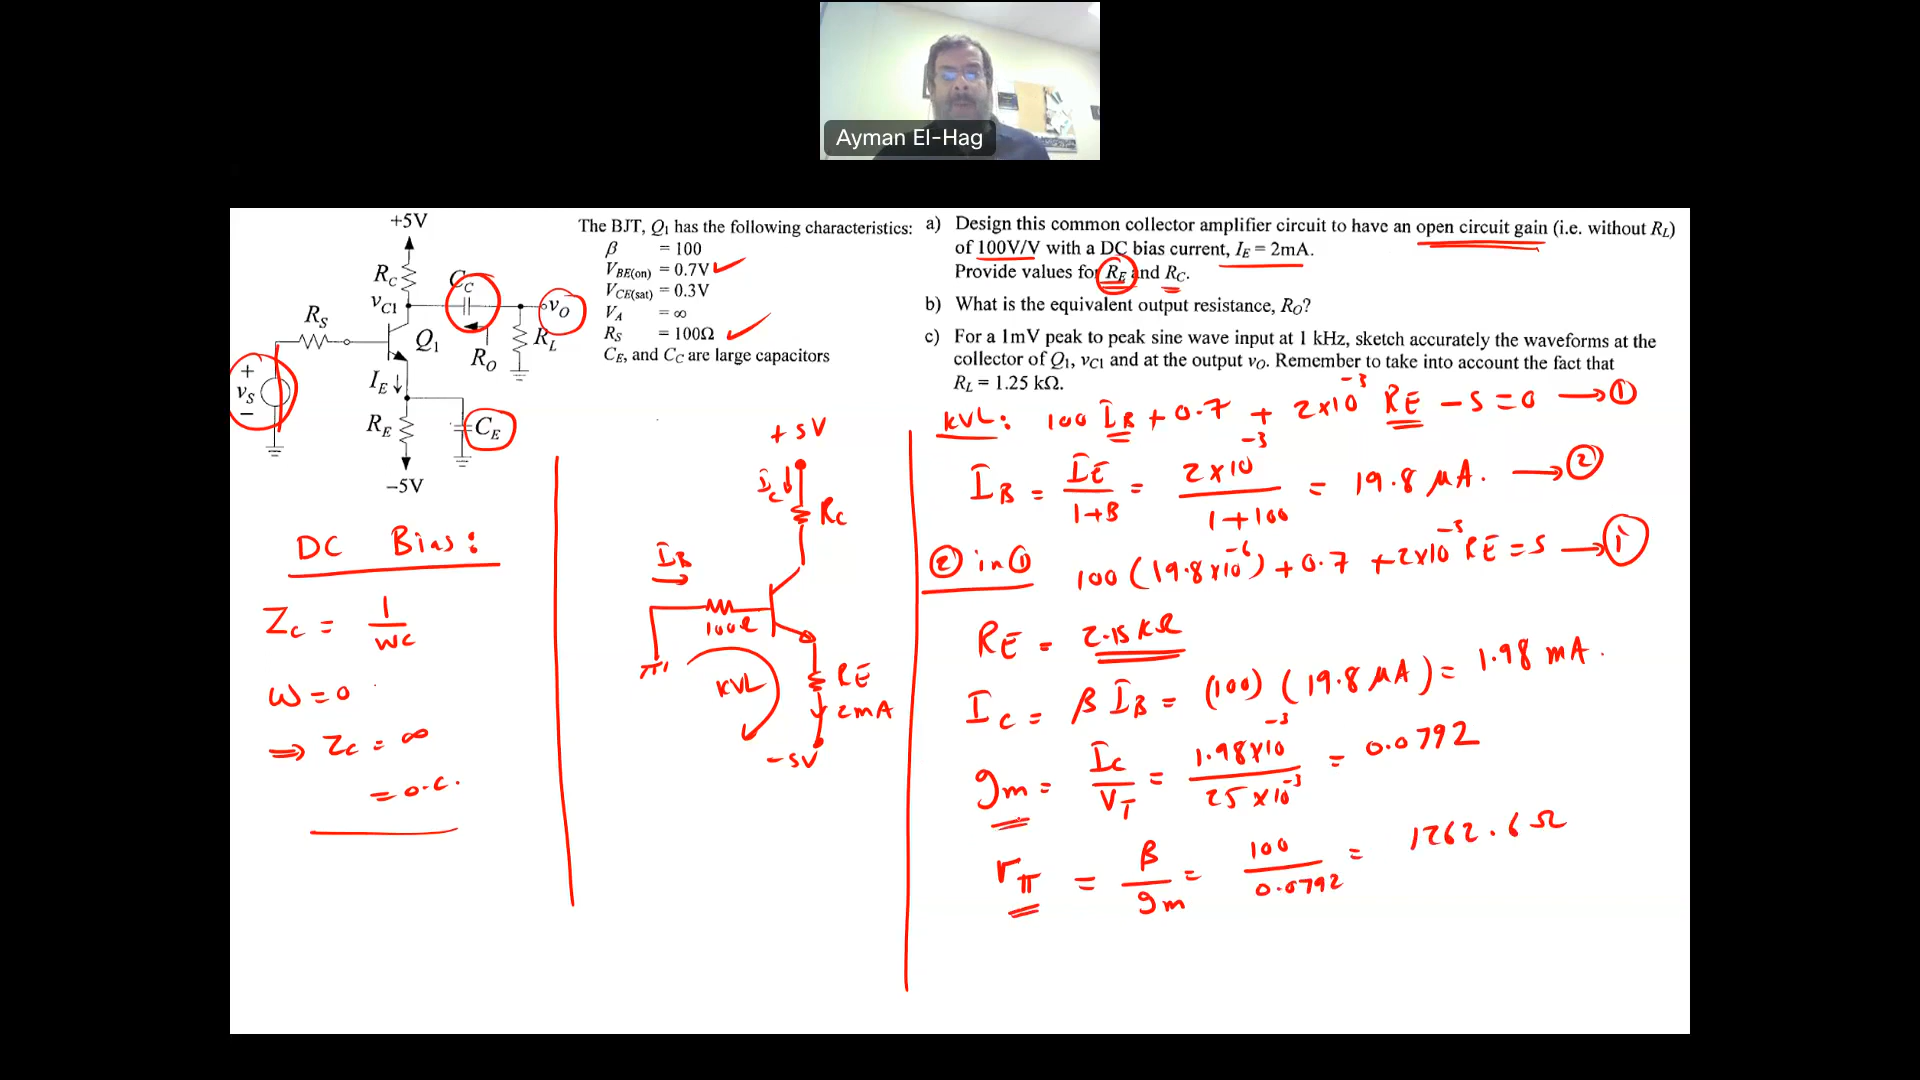 Ayman El-Hag
+5V
R_C
C_C
v_C1
v_O
R_S
Q_1
R_L
R_O
+
v_S
−
I_E
R_E
C_E
−5V
The BJT, Q_1 has the following characteristics:
β = 100
V_BE(on) = 0.7V
V_CE(sat) = 0.3V
V_A = ∞
R_S = 100Ω
C_E, and C_C are large capacitors
a) Design this common collector amplifier circuit to have an open circuit gain (i.e. without R_L)
of 100V/V with a DC bias current, I_E = 2mA.
Provide values for R_E and R_C.
b) What is the equivalent output resistance, R_O?
c) For a 1mV peak to peak sine wave input at 1 kHz, sketch accurately the waveforms at the
collector of Q_1, v_C1 and at the output v_O. Remember to take into account the fact that
R_L = 1.25 kΩ.
DC Bias:
Z_C = 1/WC
W = 0
⇒ Z_C = ∞
= o.c.
+5V
I_C
R_C
I_B
100Ω
KVL
RE
2mA
-5V
KVL: 100 I_B + 0.7 + 2×10^-3 RE - 5 = 0 → ①
I_B = IE/1+B = 2×10^-3/1+100 = 19.8 μA. → ②
② in ① 100 (19.8×10^-6) + 0.7 + 2×10^-3 RE = 5 → ①
RE = 2.15 KΩ
I_C = β I_B = (100) (19.8 μA) = 1.98 mA.
g_m = I_C/V_T = 1.98×10^-3/25×10^-3 = 0.0792
r_π = β/g_m = 100/0.0792 = 1262.6Ω